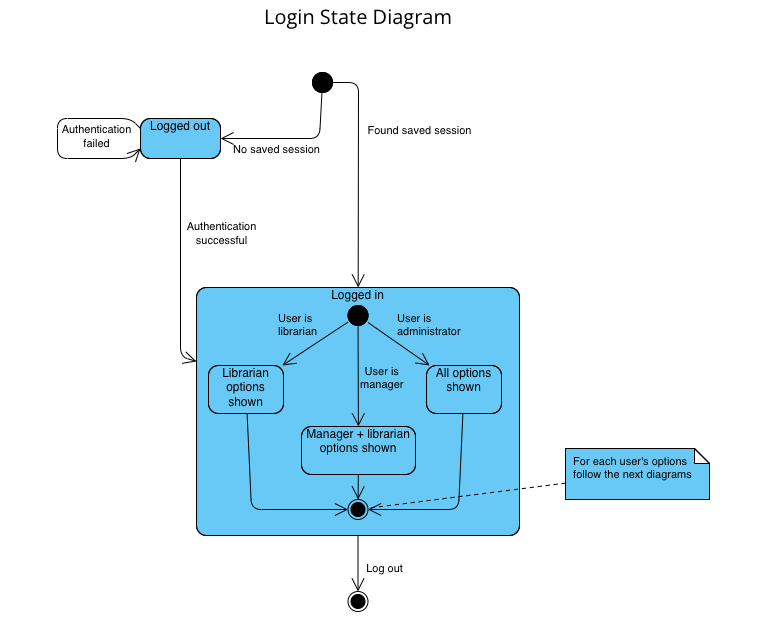 Login State Diagram
Logged out
Authentication
failed
No saved session
Found saved session
Authentication
successful
Logged in
User is
librarian
User is
administrator
User is
manager
Librarian
options
shown
All options
shown
Manager + librarian
options shown
For each user's options
follow the next diagrams
Log out